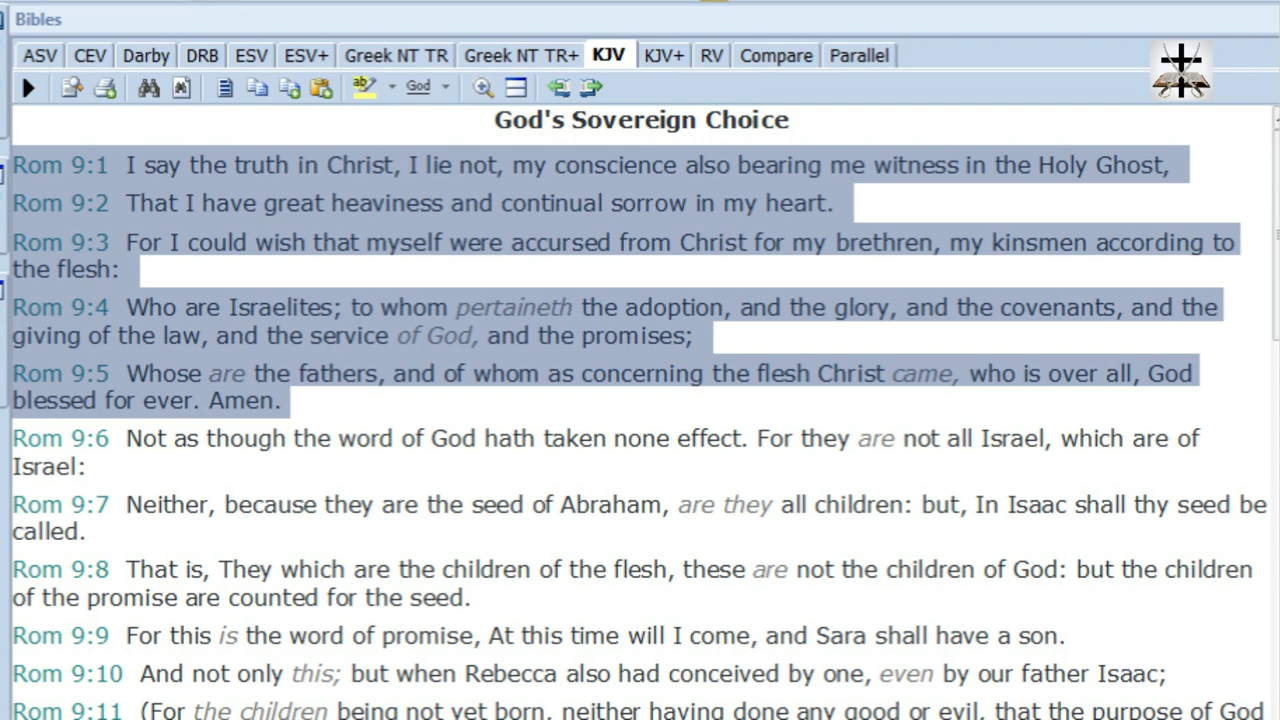 Bibles
ASV CEV Darby DRB ESV ESV+ Greek NT TR Greek NT TR+ KJV KJV+ RV Compare Parallel
ab God
God's Sovereign Choice
Rom 9:1 I say the truth in Christ, I lie not, my conscience also bearing me witness in the Holy Ghost,
Rom 9:2 That I have great heaviness and continual sorrow in my heart.
Rom 9:3 For I could wish that myself were accursed from Christ for my brethren, my kinsmen according to
the flesh:
Rom 9:4 Who are Israelites; to whom pertaineth the adoption, and the glory, and the covenants, and the
giving of the law, and the service of God, and the promises;
Rom 9:5 Whose are the fathers, and of whom as concerning the flesh Christ came, who is over all, God
blessed for ever. Amen.
Rom 9:6 Not as though the word of God hath taken none effect. For they are not all Israel, which are of
Israel:
Rom 9:7 Neither, because they are the seed of Abraham, are they all children: but, In Isaac shall thy seed be
called.
Rom 9:8 That is, They which are the children of the flesh, these are not the children of God: but the children
of the promise are counted for the seed.
Rom 9:9 For this is the word of promise, At this time will I come, and Sara shall have a son.
Rom 9:10 And not only this; but when Rebecca also had conceived by one, even by our father Isaac;
Rom 9:11 (For the children being not yet born, neither having done any good or evil, that the purpose of God